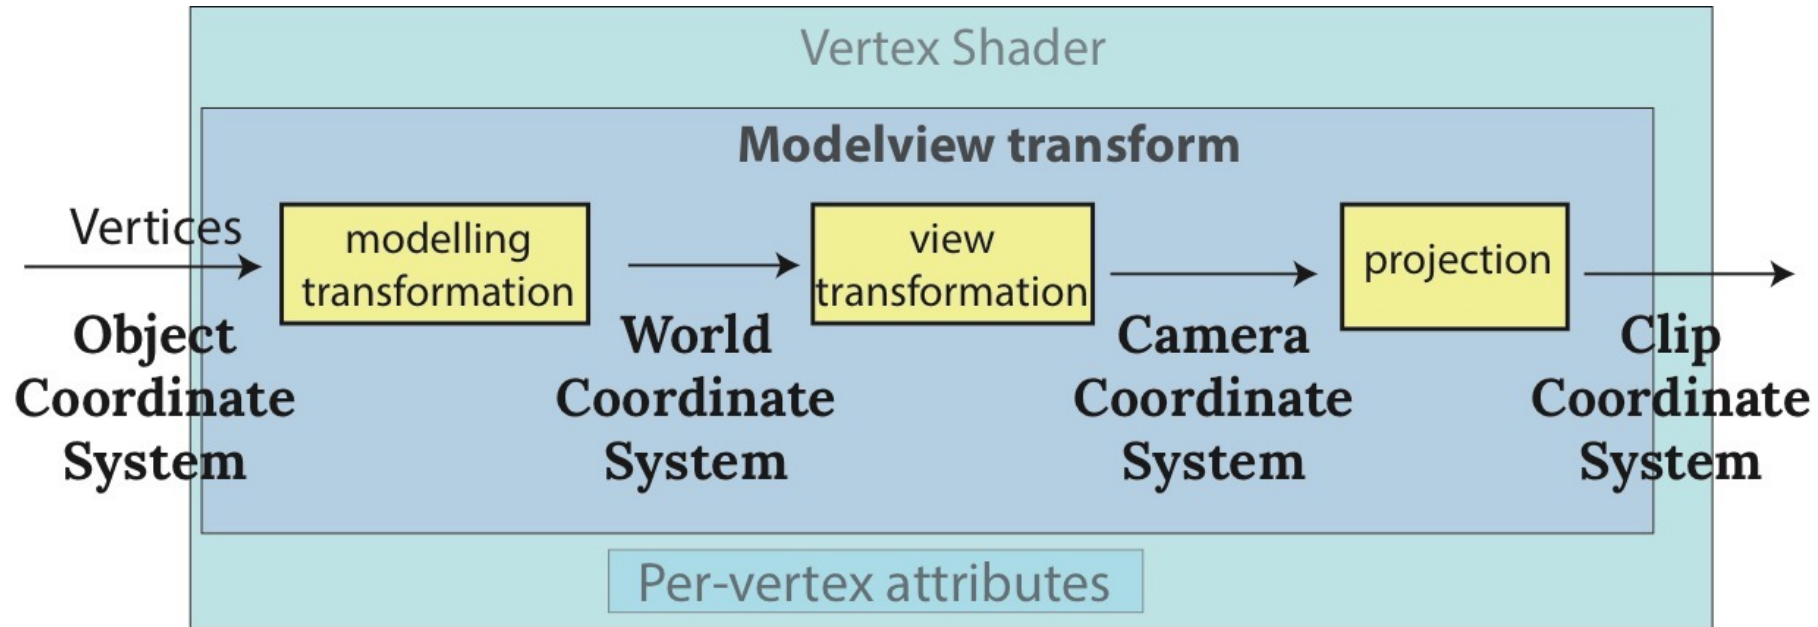 Vertex Shader
Modelview transform
Vertices
modelling
transformation
view
transformation
projection
Object
Coordinate
System
World
Coordinate
System
Camera
Coordinate
System
Clip
Coordinate
System
Per-vertex attributes